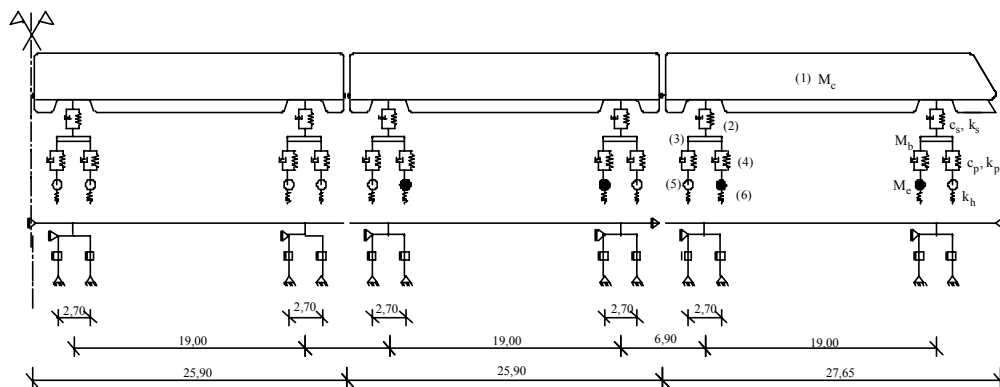 (1) M_c
(2) c_s, k_s
(3) M_b
(4) c_p, k_p
(5) M_e
(6) k_h
2,70 2,70 2,70 2,70 2,70
19,00 19,00 6,90 19,00
25,90 25,90 27,65